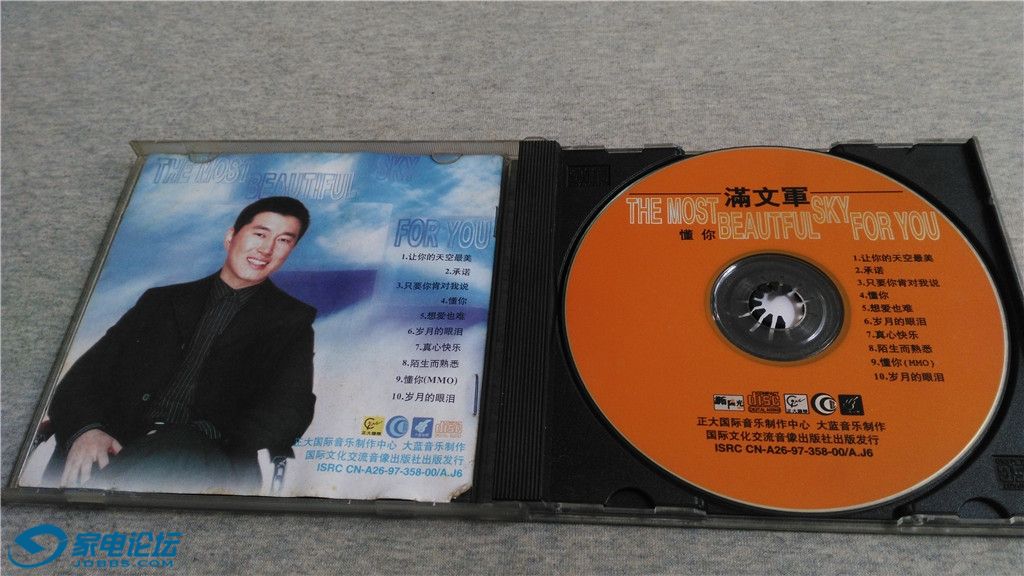 THE MOST SKY
BEAUTIFUL
FOR YOU
1.让你的天空最美
2.承诺
3.只要你肯对我说
4.懂你
5.想爱也难
6.岁月的眼泪
7.真心快乐
8.陌生而熟悉
9.懂你(MMO)
10.岁月的眼泪
正大国际音乐制作中心 大蓝音乐制作
国际文化交流音像出版社出版发行
ISRC CN-A26-97-358-00/A.J6
滿文軍
THE MOST SKY
BEAUTFUL FOR YOU
懂你
1.让你的天空最美
2.承诺
3.只要你肯对我说
4.懂你
5.想爱也难
6.岁月的眼泪
7.真心快乐
8.陌生而熟悉
9.懂你(MMO)
10.岁月的眼泪
disc
DIGITAL AUDIO
正大国际音乐制作中心 大蓝音乐制作
国际文化交流音像出版社出版发行
ISRC CN-A26-97-358-00/A.J6
家电论坛
JDBBS.COM